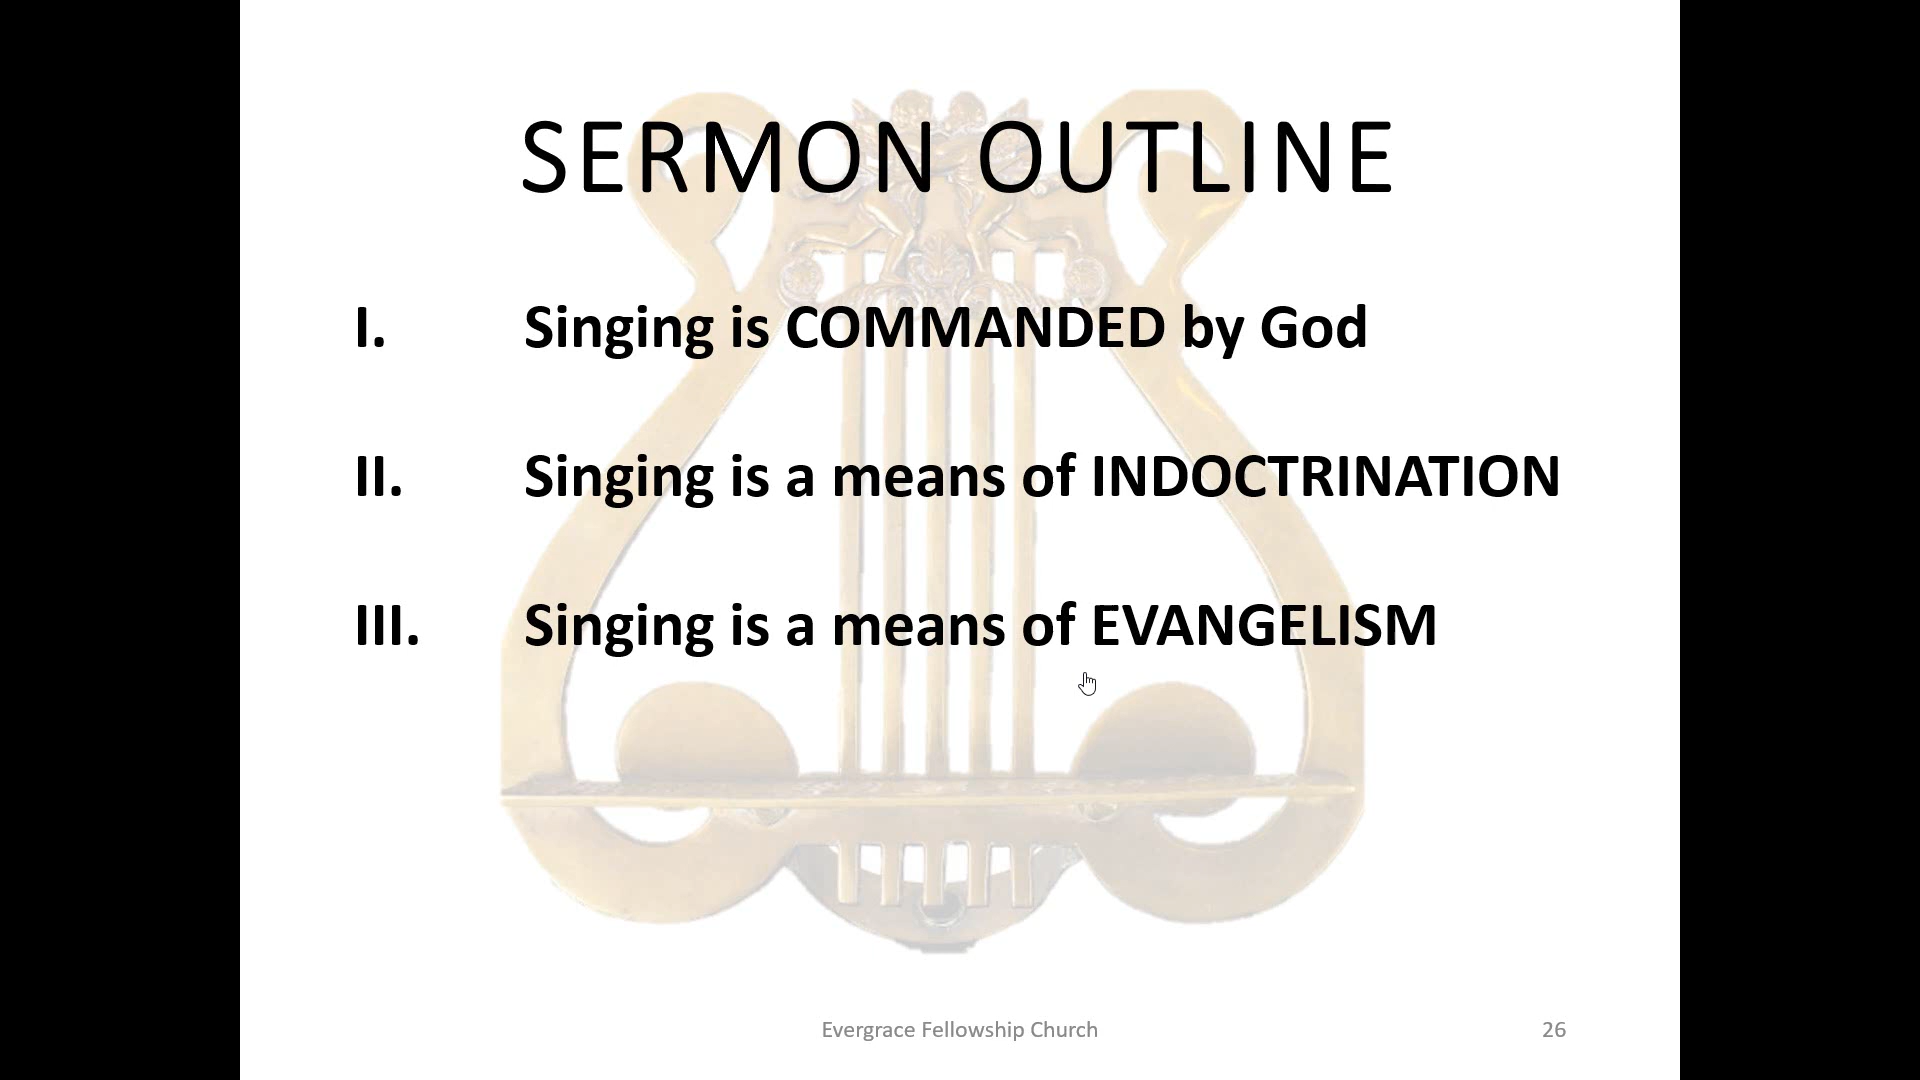 SERMON OUTLINE
I. Singing is COMMANDED by God
II. Singing is a means of INDOCTRINATION
III. Singing is a means of EVANGELISM
Evergrace Fellowship Church 26